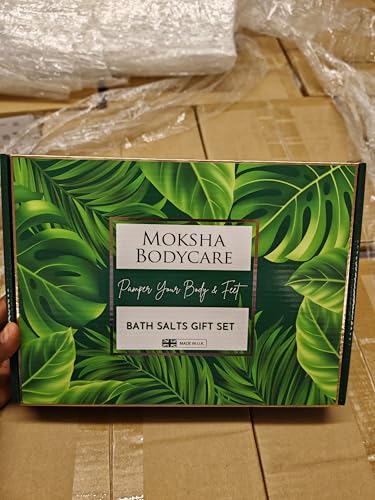 MOKSHA
BODYCARE
Pamper Your Body & Feet
BATH SALTS GIFT SET
MADE IN U.K